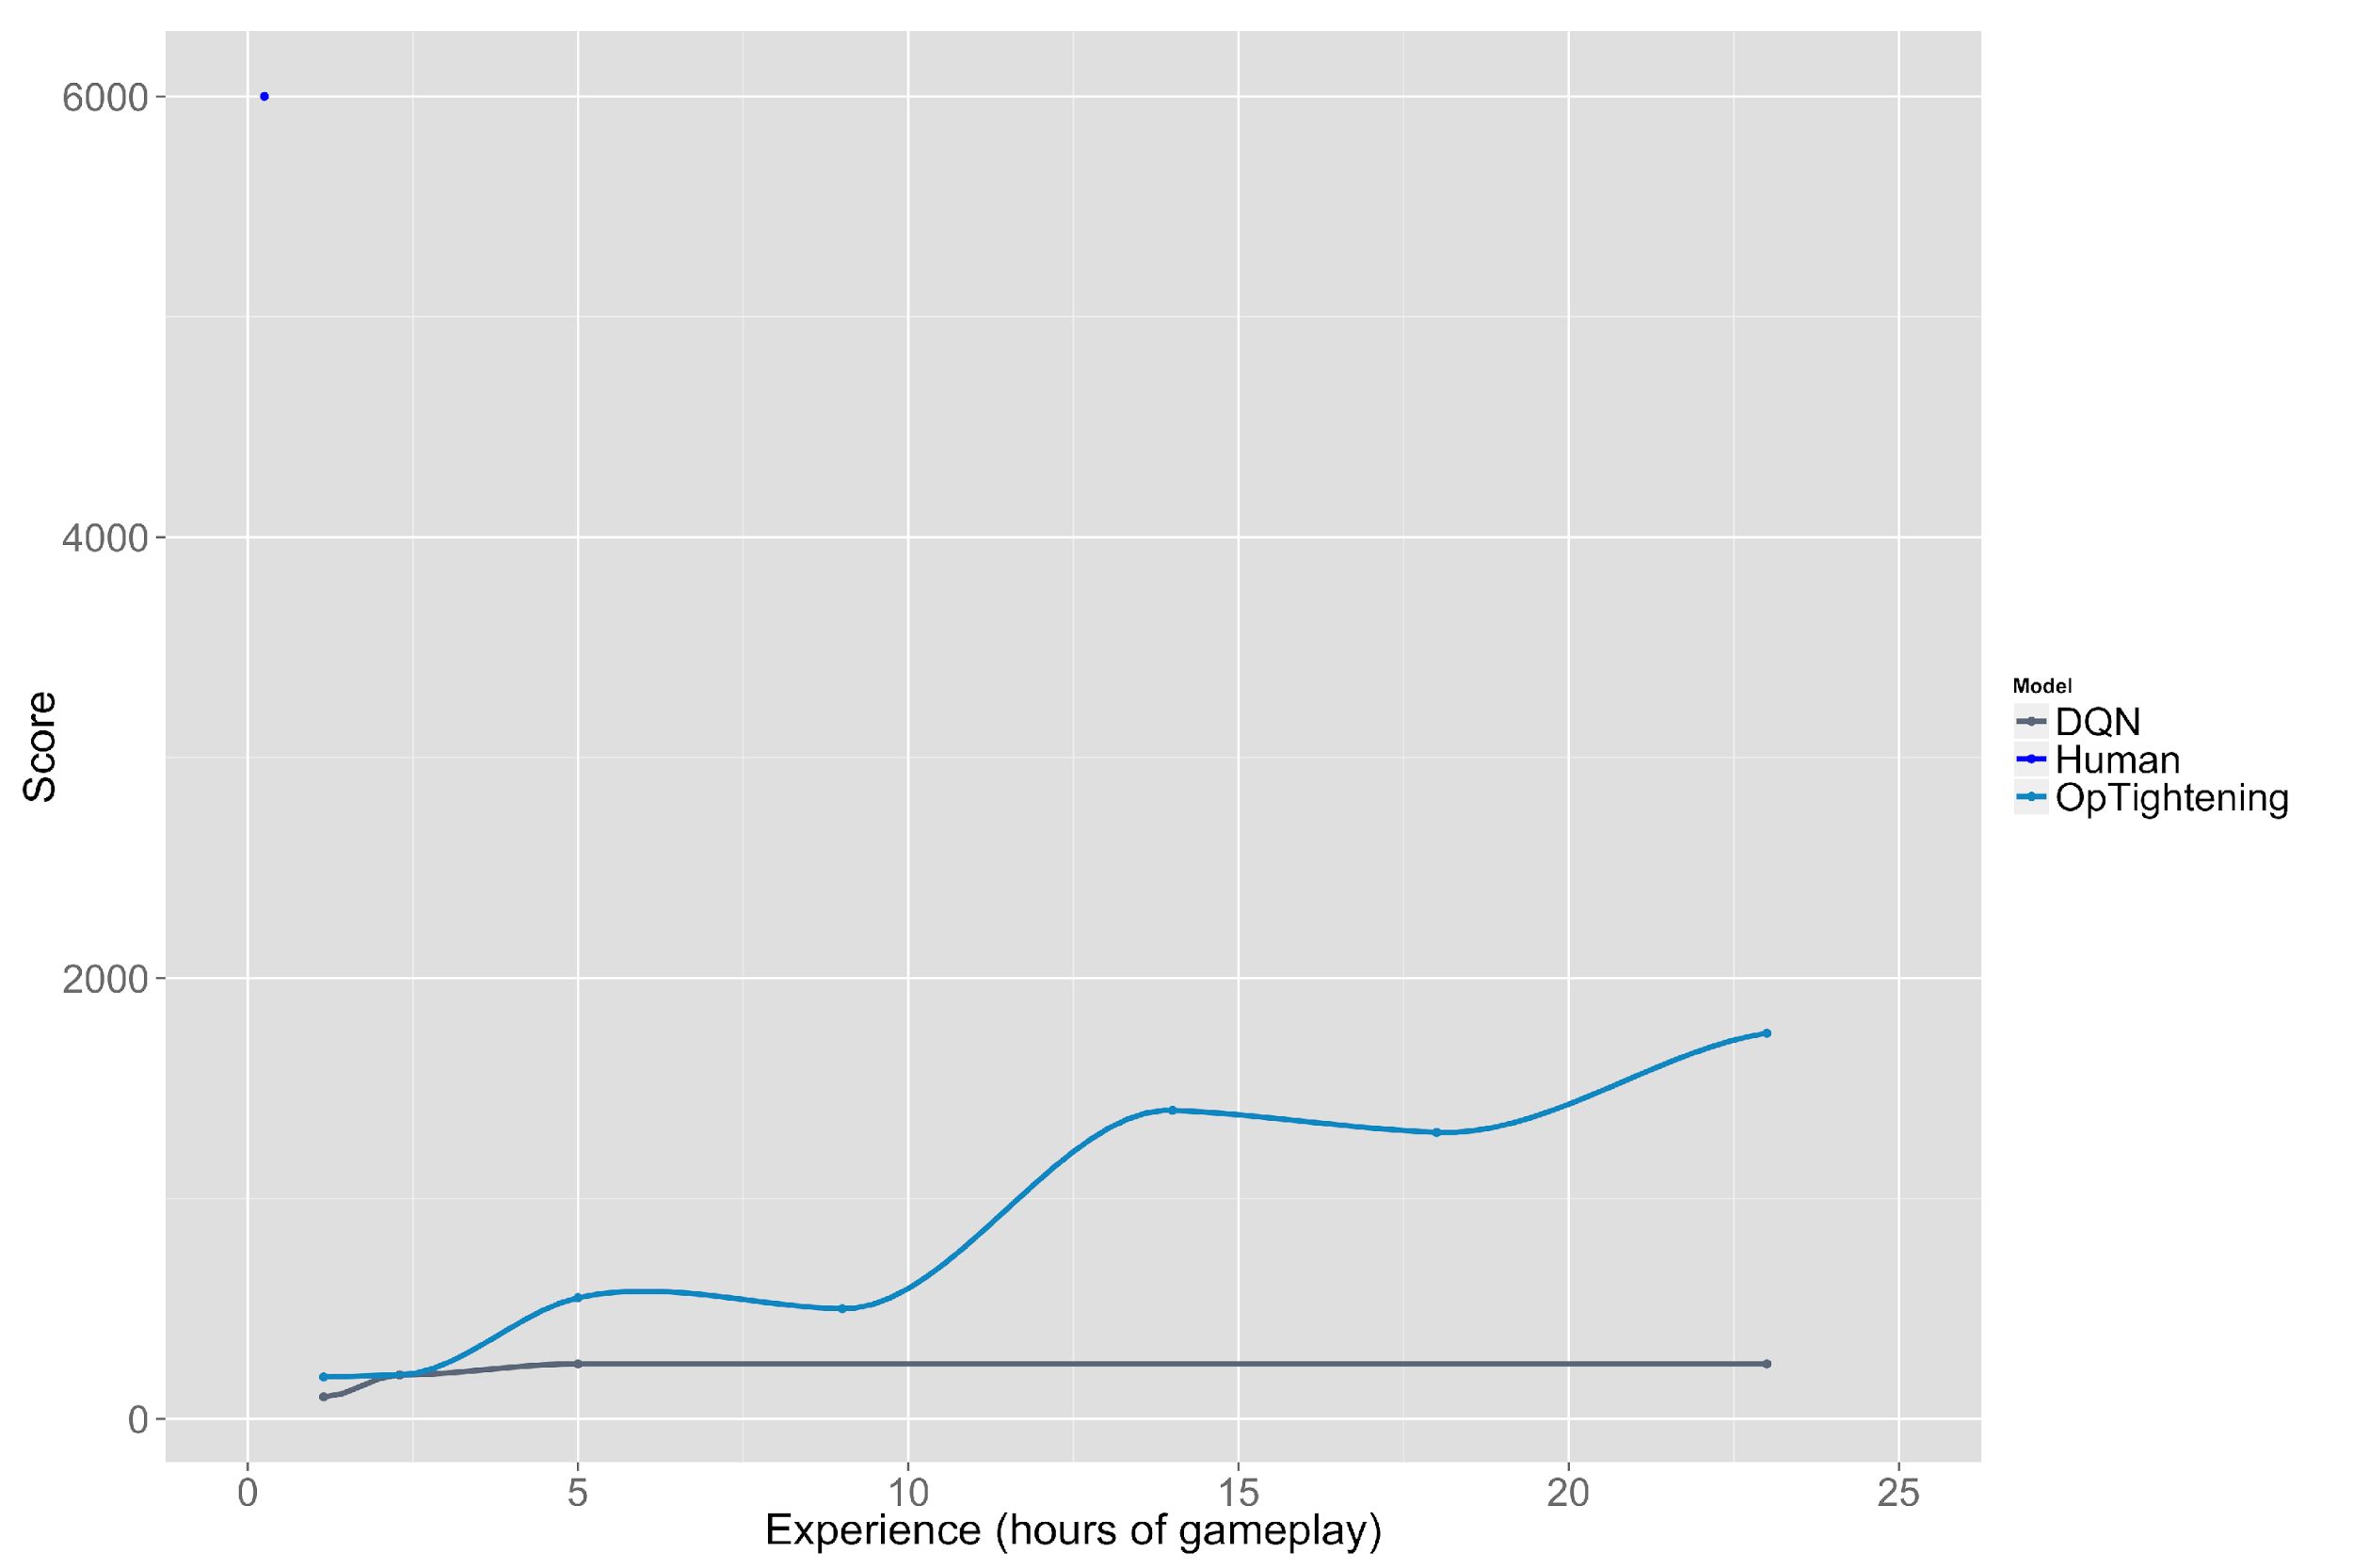 6000
4000
2000
0
Score
0 5 10 15 20 25
Experience (hours of gameplay)
Model
DQN
Human
OpTightening